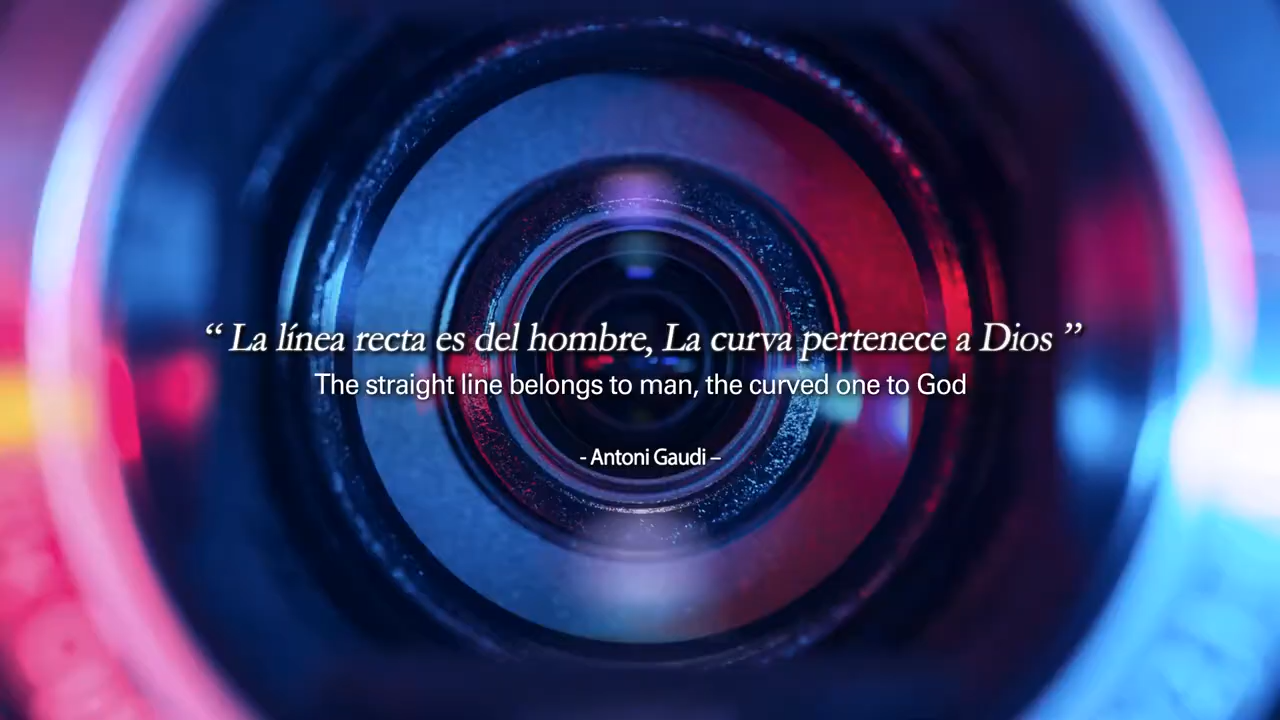 “ La línea recta es del hombre, La curva pertenece a Dios ”
The straight line belongs to man, the curved one to God
- Antoni Gaudi –